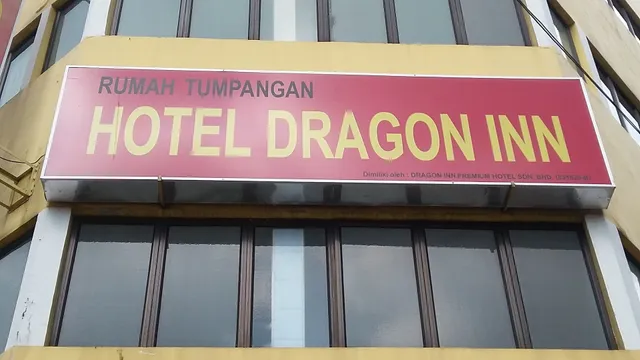 RUMAH TUMPANGAN
HOTEL DRAGON INN
Dimiliki oleh : DRAGON INN PREMIUM HOTEL SDN. BHD.